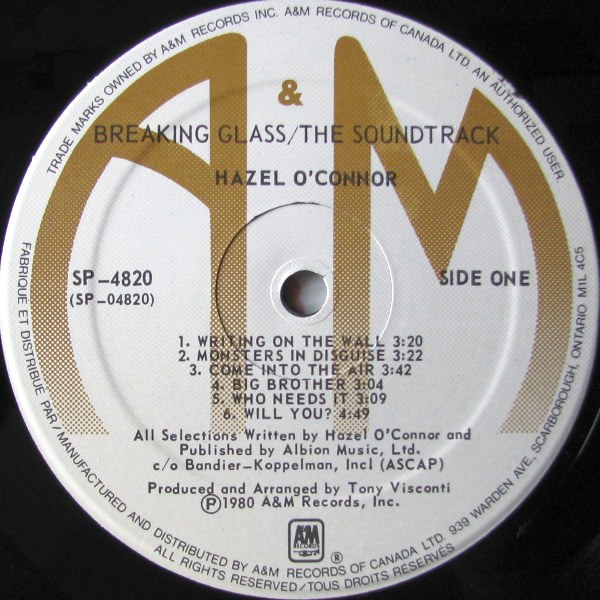 TRADE MARKS OWNED BY A&M RECORDS INC. A&M RECORDS OF CANADA LTD. AN AUTHORIZED USER.
&
BREAKING GLASS/THE SOUNDTRACK
HAZEL O'CONNOR
SP-4820
(SP-04820)
SIDE ONE
1. WRITING ON THE WALL 3:20
2. MONSTERS IN DISGUISE 3:22
3. COME INTO THE AIR 3:42
4. BIG BROTHER 3:04
5. WHO NEEDS IT 3:09
6. WILL YOU? 4:49
All Selections Written by Hazel O'Connor and
Published by Albion Music, Ltd.
c/o Bandier-Koppelman, Incl (ASCAP)
Produced and Arranged by Tony Visconti
Ⓟ1980 A&M Records, Inc.
A&M
RECORDS
®
FABRIQUE ET DISTRIBUÉ PAR/MANUFACTURED AND DISTRIBUTED BY A&M RECORDS OF CANADA LTD. 939 WARDEN AVE, SCARBOROUGH, ONTARIO M1L 4C5
ALL RIGHTS RESERVED/TOUS DROITS RÉSERVÉS